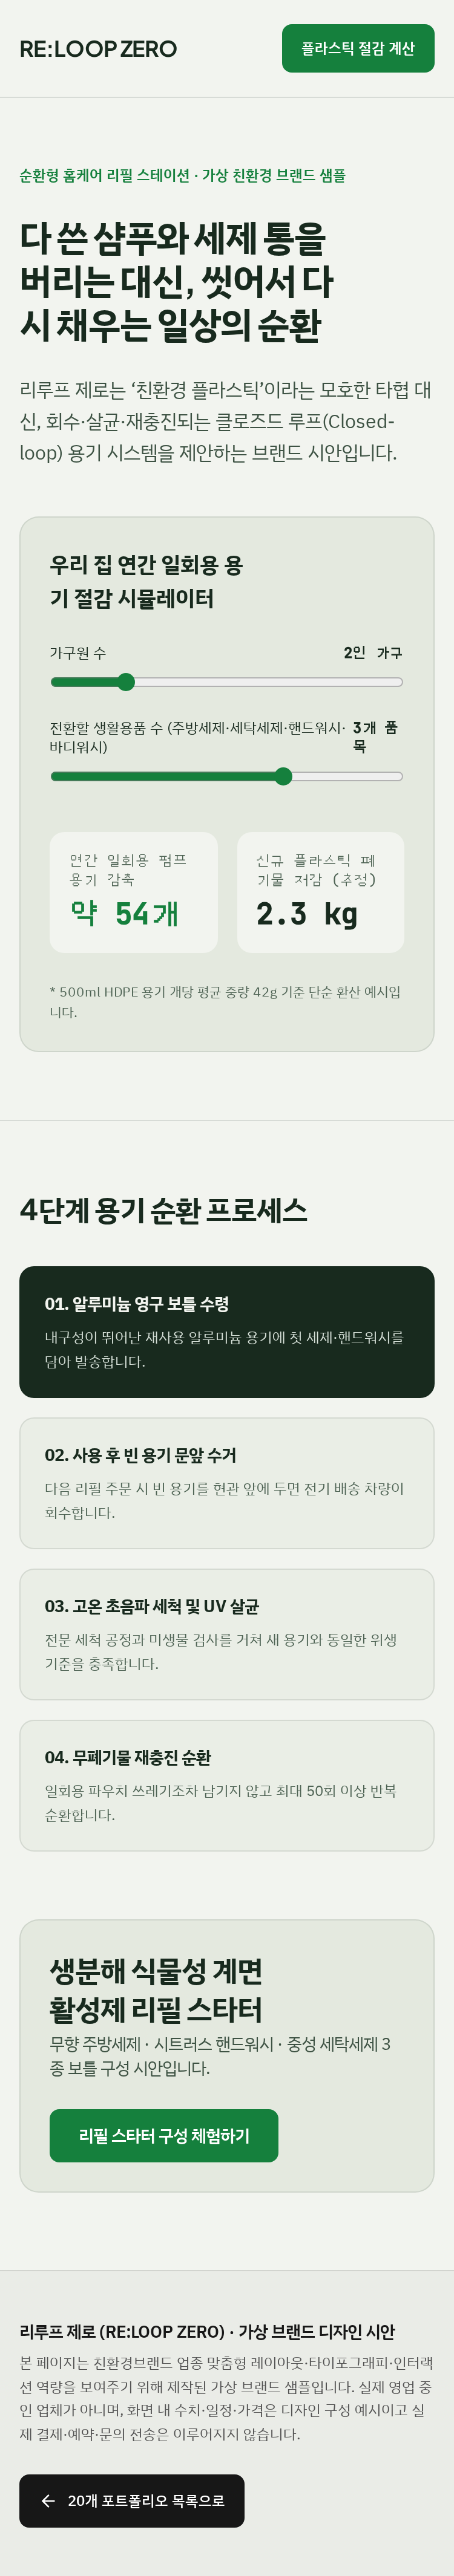 RE:LOOP ZERO
플라스틱 절감 계산
순환형 홈케어 리필 스테이션 · 가상 친환경 브랜드 샘플
다 쓴 샴푸와 세제 통을
버리는 대신, 씻어서 다
시 채우는 일상의 순환
리루프 제로는 ‘친환경 플라스틱’이라는 모호한 타협 대
신, 회수·살균·재충진되는 클로즈드 루프(Closed-
loop) 용기 시스템을 제안하는 브랜드 시안입니다.
우리 집 연간 일회용 용
기 절감 시뮬레이터
가구원 수
2인 가구
전환할 생활용품 수 (주방세제·세탁세제·핸드워시·
바디워시)
3개 품
목
연간 일회용 펌프
용기 감축
약 54개
신규 플라스틱 폐
기물 저감 (추정)
2.3 kg
* 500ml HDPE 용기 개당 평균 중량 42g 기준 단순 환산 예시입
니다.
4단계 용기 순환 프로세스
01. 알루미늄 영구 보틀 수령
내구성이 뛰어난 재사용 알루미늄 용기에 첫 세제·핸드워시를
담아 발송합니다.
02. 사용 후 빈 용기 문앞 수거
다음 리필 주문 시 빈 용기를 현관 앞에 두면 전기 배송 차량이
회수합니다.
03. 고온 초음파 세척 및 UV 살균
전문 세척 공정과 미생물 검사를 거쳐 새 용기와 동일한 위생
기준을 충족합니다.
04. 무폐기물 재충진 순환
일회용 파우치 쓰레기조차 남기지 않고 최대 50회 이상 반복
순환합니다.
생분해 식물성 계면
활성제 리필 스타터
무향 주방세제 · 시트러스 핸드워시 · 중성 세탁세제 3
종 보틀 구성 시안입니다.
리필 스타터 구성 체험하기
리루프 제로 (RE:LOOP ZERO) · 가상 브랜드 디자인 시안
본 페이지는 친환경브랜드 업종 맞춤형 레이아웃·타이포그래피·인터랙
션 역량을 보여주기 위해 제작된 가상 브랜드 샘플입니다. 실제 영업 중
인 업체가 아니며, 화면 내 수치·일정·가격은 디자인 구성 예시이고 실
제 결제·예약·문의 전송은 이루어지지 않습니다.
← 20개 포트폴리오 목록으로